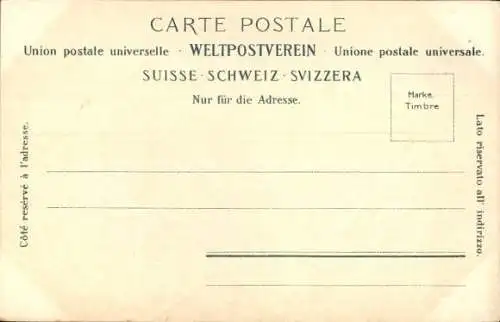 CARTE POSTALE
Union postale universelle · WELTPOSTVEREIN · Unione postale universale.
SUISSE · SCHWEIZ · SVIZZERA
Nur für die Adresse.
Marke.
Timbre
Côté resérvé à l'adresse.
Lato riservato all' indirizzo.